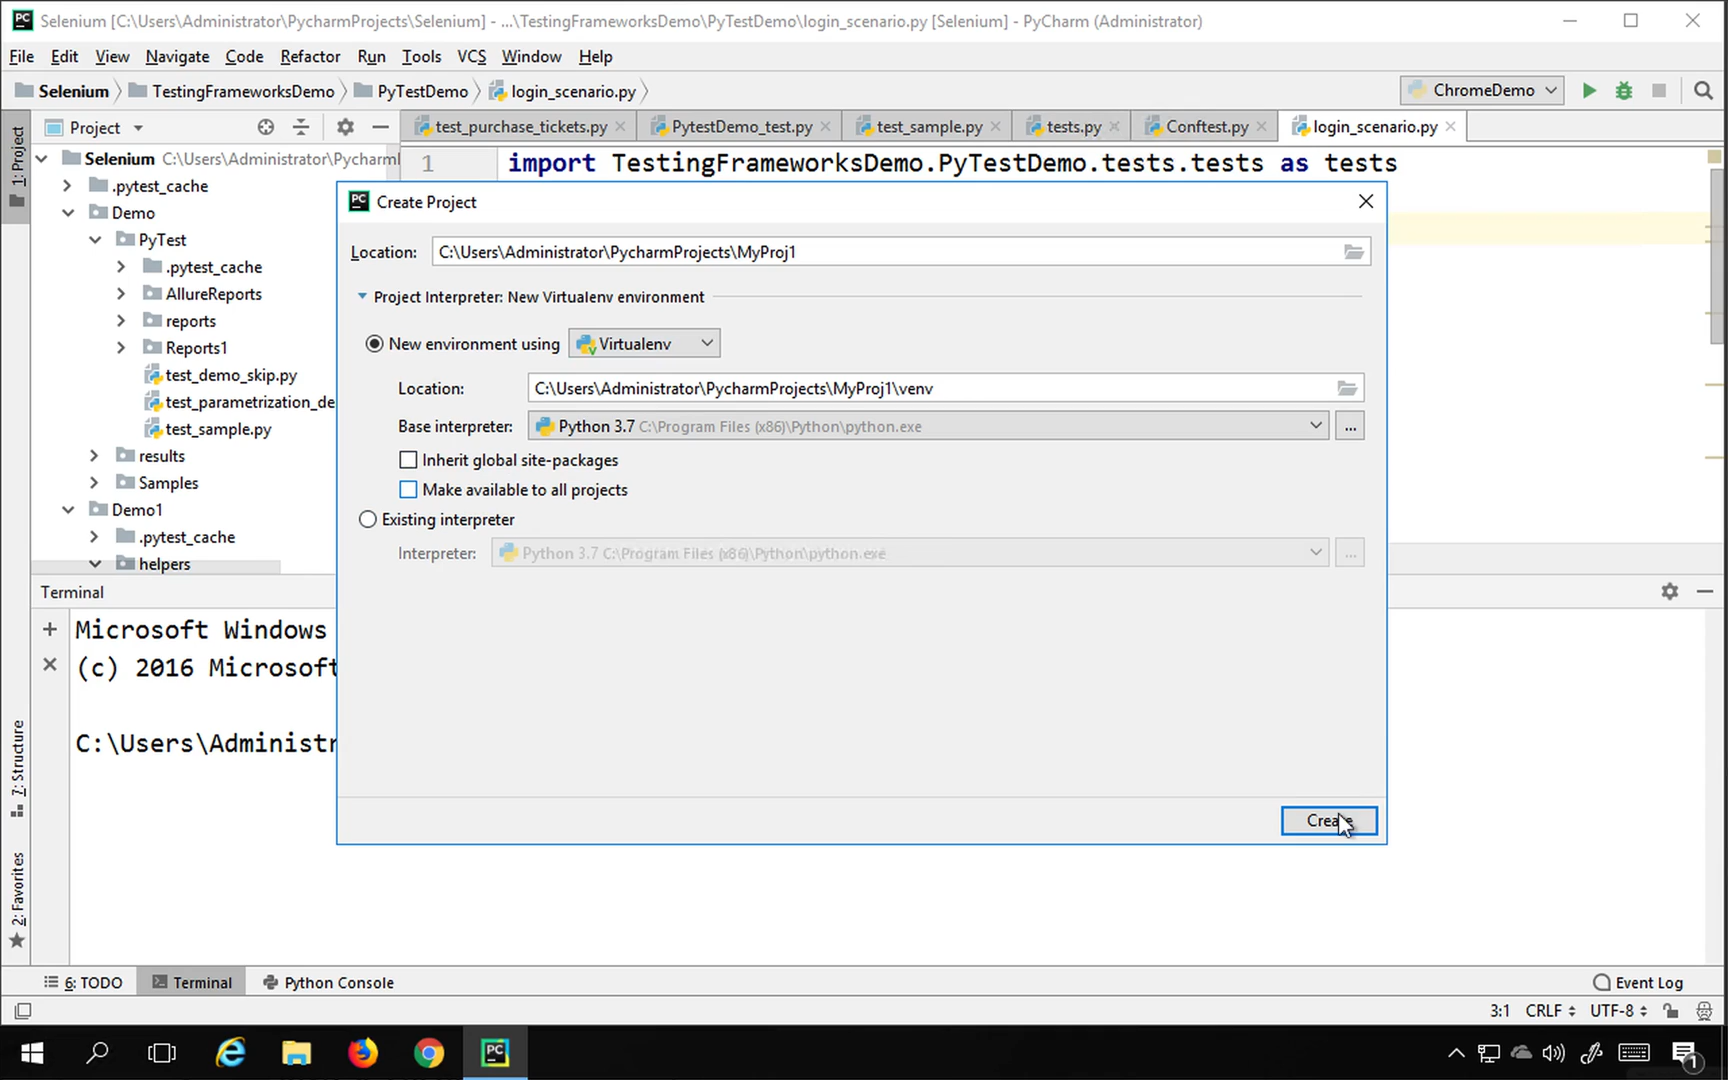 Selenium [C:\Users\Administrator\PycharmProjects\Selenium] - ...\TestingFrameworksDemo\PyTestDemo\login_scenario.py [Selenium] - PyCharm (Administrator)
File Edit View Navigate Code Refactor Run Tools VCS Window Help
Selenium TestingFrameworksDemo PyTestDemo login_scenario.py ChromeDemo
1: Project
Project
test_purchase_tickets.py PytestDemo_test.py test_sample.py tests.py Conftest.py login_scenario.py
Selenium C:\Users\Administrator\Pycharml
1 import TestingFrameworksDemo.PyTestDemo.tests.tests as tests
.pytest_cache
Demo
PyTest
.pytest_cache
AllureReports
reports
Reports1
test_demo_skip.py
test_parametrization_de
test_sample.py
results
Samples
Demo1
.pytest_cache
helpers
Create Project
Location: C:\Users\Administrator\PycharmProjects\MyProj1
Project Interpreter: New Virtualenv environment
New environment using Virtualenv
Location: C:\Users\Administrator\PycharmProjects\MyProj1\venv
Base interpreter: Python 3.7 C:\Program Files (x86)\Python\python.exe ...
Inherit global site-packages
Make available to all projects
Existing interpreter
Interpreter: Python 3.7 C:\Program Files (x86)\Python\python.exe ...
Create
Terminal
Microsoft Windows
(c) 2016 Microsoft
C:\Users\Administr
7: Structure
2: Favorites
6: TODO Terminal Python Console Event Log
3:1 CRLF UTF-8
1